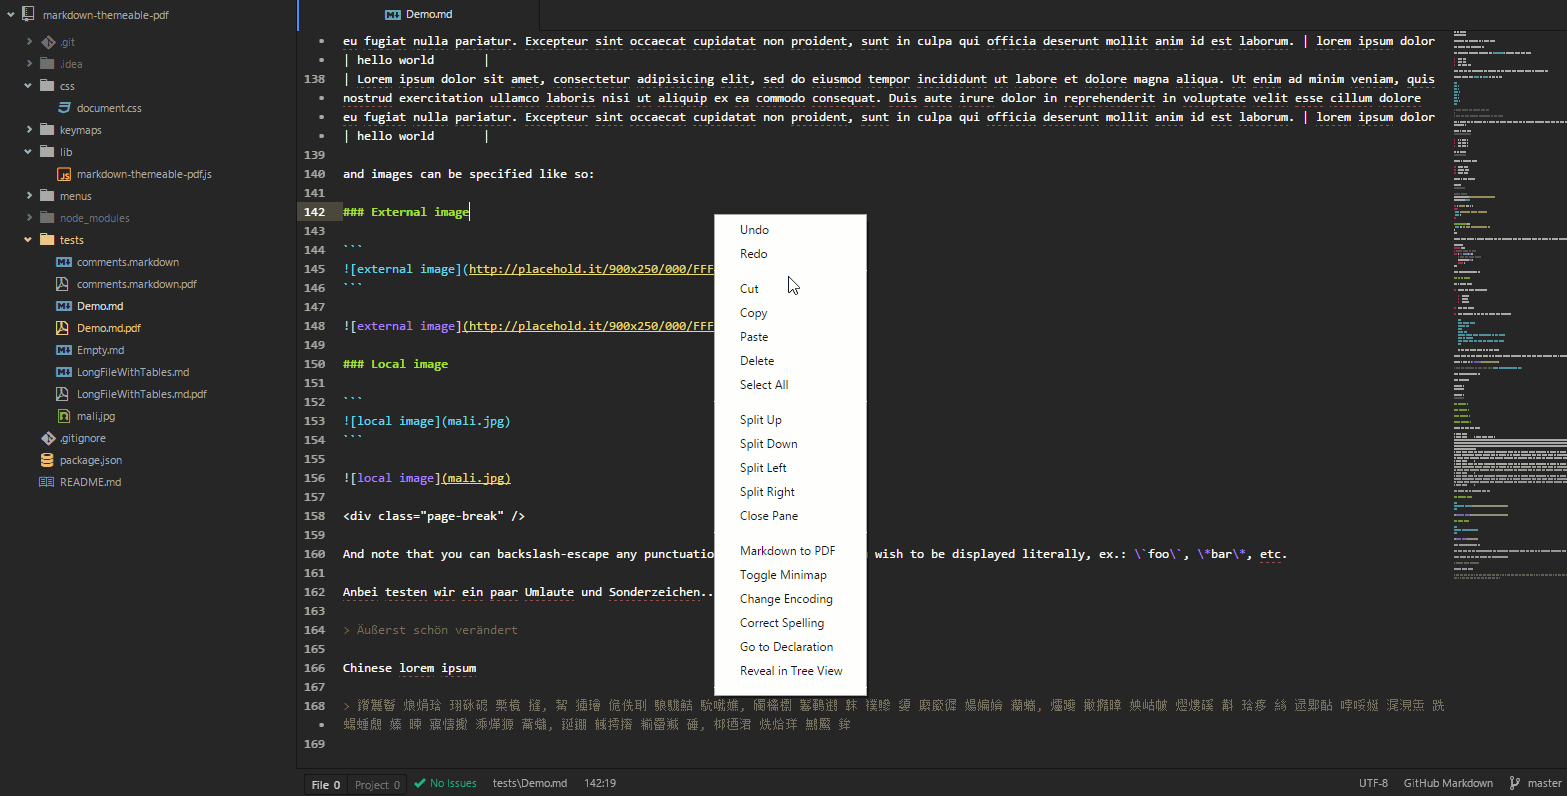 markdown-themeable-pdf
.git
.idea
css
document.css
keymaps
lib
markdown-themeable-pdf.js
menus
node_modules
tests
comments.markdown
comments.markdown.pdf
Demo.md
Demo.md.pdf
Empty.md
LongFileWithTables.md
LongFileWithTables.md.pdf
mali.jpg
.gitignore
package.json
README.md
Demo.md
• eu fugiat nulla pariatur. Excepteur sint occaecat cupidatat non proident, sunt in culpa qui officia deserunt mollit anim id est laborum. | lorem ipsum dolor
• | hello world |
138 | Lorem ipsum dolor sit amet, consectetur adipisicing elit, sed do eiusmod tempor incididunt ut labore et dolore magna aliqua. Ut enim ad minim veniam, quis
• nostrud exercitation ullamco laboris nisi ut aliquip ex ea commodo consequat. Duis aute irure dolor in reprehenderit in voluptate velit esse cillum dolore
• eu fugiat nulla pariatur. Excepteur sint occaecat cupidatat non proident, sunt in culpa qui officia deserunt mollit anim id est laborum. | lorem ipsum dolor
• | hello world |
139
140 and images can be specified like so:
141
142 ### External image
143
144 ```
145 ![external image](http://placehold.it/900x250/000/FFF
146 ```
147
148 ![external image](http://placehold.it/900x250/000/FFF
149
150 ### Local image
151
152 ```
153 ![local image](mali.jpg)
154 ```
155
156 ![local image](mali.jpg)
157
158 <div class="page-break" />
159
160 And note that you can backslash-escape any punctuatio wish to be displayed literally, ex.: \`foo\`, \*bar\*, etc.
161
162 Anbei testen wir ein paar Umlaute und Sonderzeichen..
163
164 > Äußerst schön verändert
165
166 Chinese lorem ipsum
167
168 >
•
169
Undo
Redo
Cut
Copy
Paste
Delete
Select All
Split Up
Split Down
Split Left
Split Right
Close Pane
Markdown to PDF
Toggle Minimap
Change Encoding
Correct Spelling
Go to Declaration
Reveal in Tree View
File 0 Project 0 No Issues tests\Demo.md 142:19 UTF-8 GitHub Markdown master